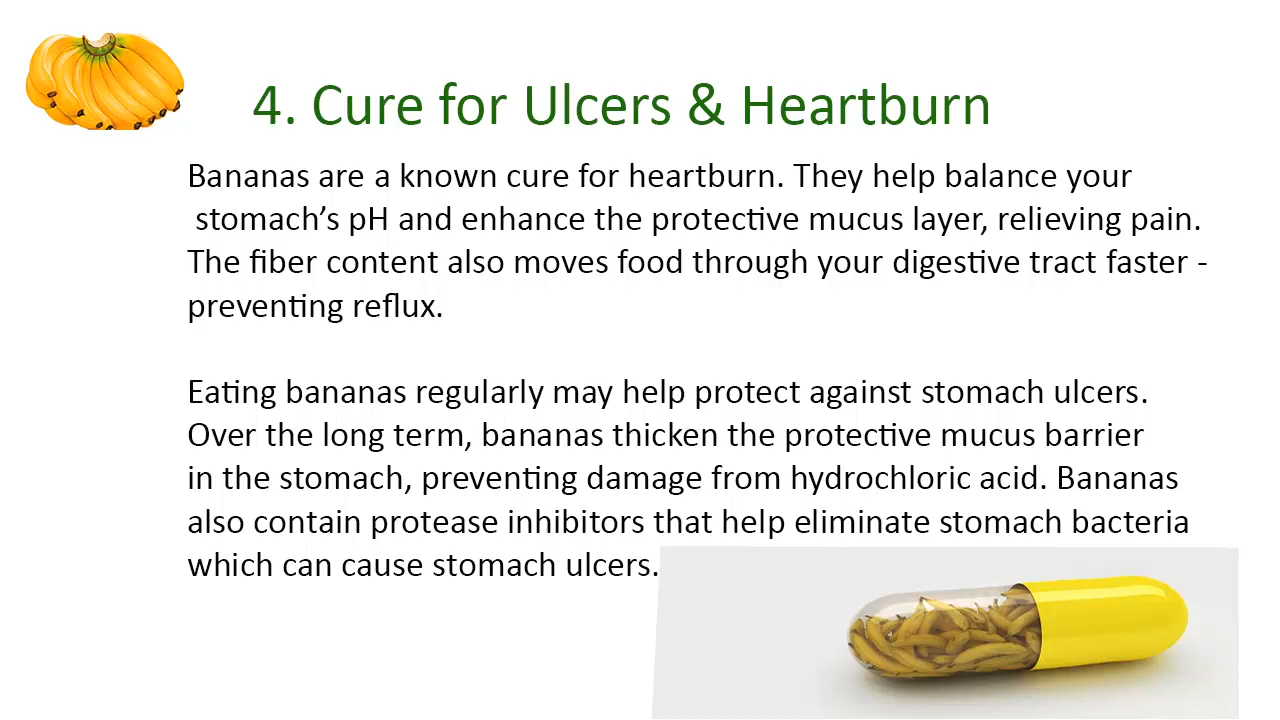 4. Cure for Ulcers & Heartburn
Bananas are a known cure for heartburn. They help balance your
stomach’s pH and enhance the protective mucus layer, relieving pain.
The fiber content also moves food through your digestive tract faster -
preventing reflux.
Eating bananas regularly may help protect against stomach ulcers.
Over the long term, bananas thicken the protective mucus barrier
in the stomach, preventing damage from hydrochloric acid. Bananas
also contain protease inhibitors that help eliminate stomach bacteria
which can cause stomach ulcers.